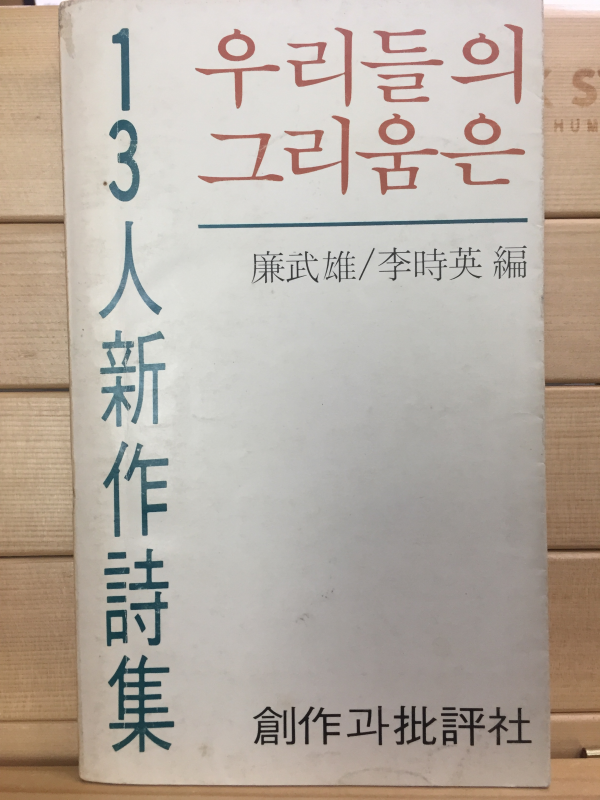 우리들의
그리움은
廉武雄/李時英 編
13人新作詩集
創作과批評社